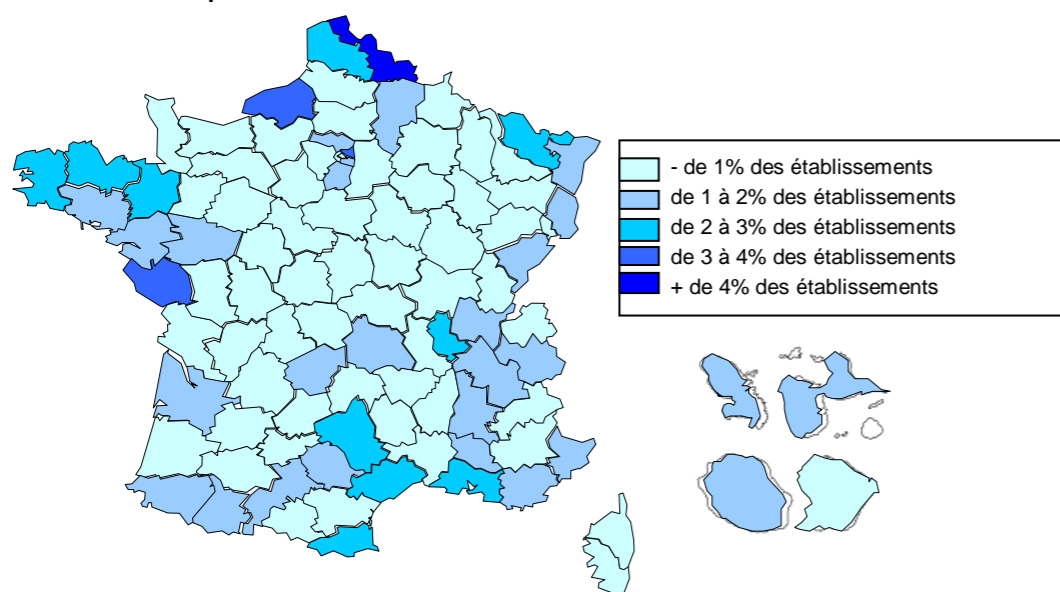 - de 1% des établissements
de 1 à 2% des établissements
de 2 à 3% des établissements
de 3 à 4% des établissements
+ de 4% des établissements